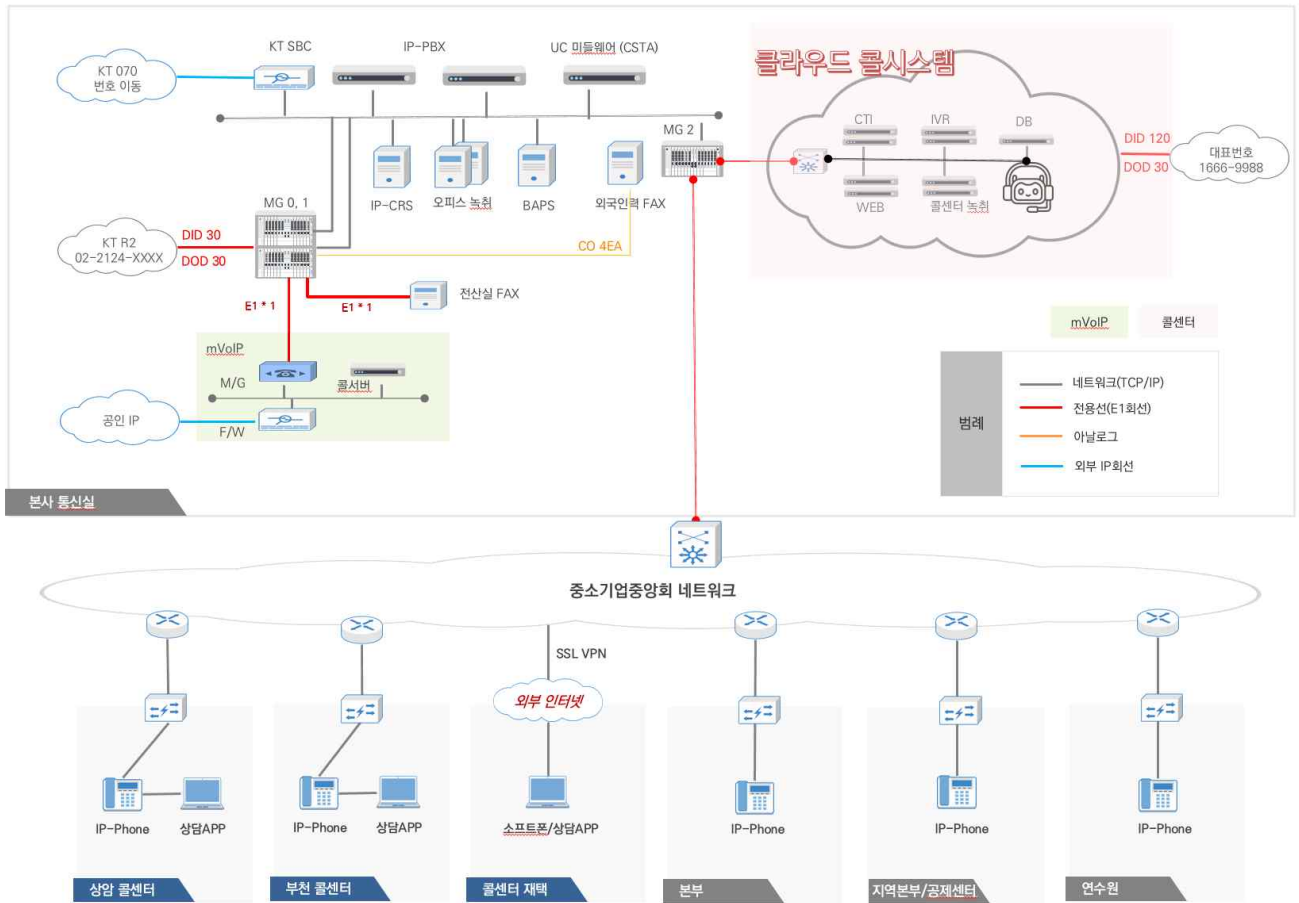 KT SBC
IP-PBX
UC 미들웨어 (CSTA)
클라우드 콜시스템
KT 070
번호 이동
MG 2
CTI
IVR
DB
DID 120
DOD 30
대표번호
1666-9988
IP-CRS
오피스 녹취
BAPS
외국인력 FAX
WEB
콜센터 녹취
MG 0, 1
KT R2
02-2124-XXXX
DID 30
DOD 30
CO 4EA
E1 * 1
E1 * 1
전산실 FAX
mVoIP
콜센터
mVoIP
M/G
콜서버
공인 IP
F/W
범례
네트워크(TCP/IP)
전용선(E1회선)
아날로그
외부 IP회선
본사 통신실
중소기업중앙회 네트워크
SSL VPN
외부 인터넷
IP-Phone
상담APP
IP-Phone
상담APP
소프트폰/상담APP
IP-Phone
IP-Phone
IP-Phone
상암 콜센터
부천 콜센터
콜센터 재택
본부
지역본부/공제센터
연수원